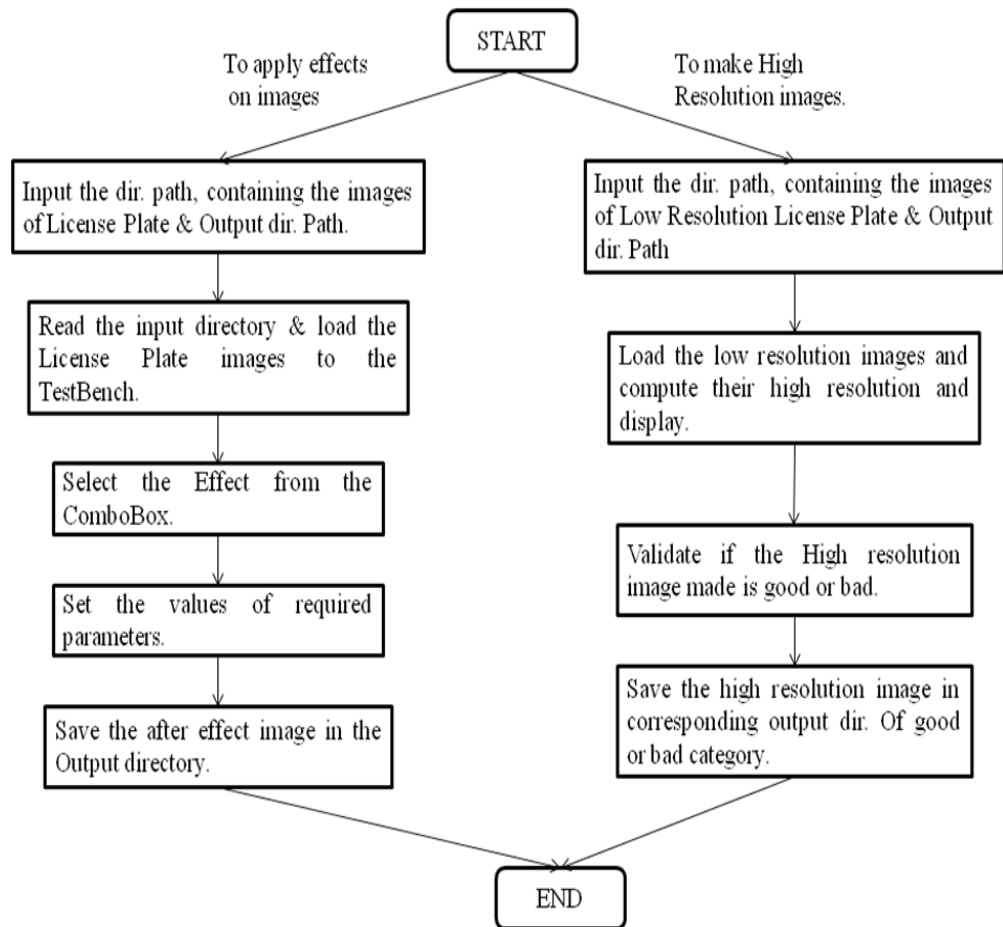 START
To apply effects
on images
To make High
Resolution images.
Input the dir. path, containing the images
of License Plate & Output dir. Path.
Read the input directory & load the
License Plate images to the
TestBench.
Select the Effect from the
ComboBox.
Set the values of required
parameters.
Save the after effect image in the
Output directory.
Input the dir. path, containing the images
of Low Resolution License Plate & Output
dir. Path
Load the low resolution images and
compute their high resolution and
display.
Validate if the High resolution
image made is good or bad.
Save the high resolution image in
corresponding output dir. Of good
or bad category.
END